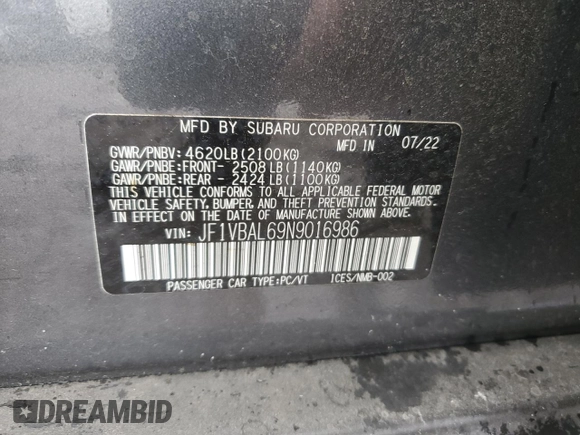 MFD BY SUBARU CORPORATION
MFD IN 07/22
GVWR/PNBV: 4620LB(2100KG)
GAWR/PNBE:FRONT- 2508LB(1140KG)
GAWR/PNBE:REAR - 2424LB(1100KG)
THIS VEHICLE CONFORMS TO ALL APPLICABLE FEDERAL MOTOR
VEHICLE SAFETY, BUMPER, AND THEFT PREVENTION STANDARDS
IN EFFECT ON THE DATE OF MANUFACTURE SHOWN ABOVE.
VIN: JF1VBAL69N9016986
PASSENGER CAR TYPE:PC/VT ICES/NMB-002
DREAMBID